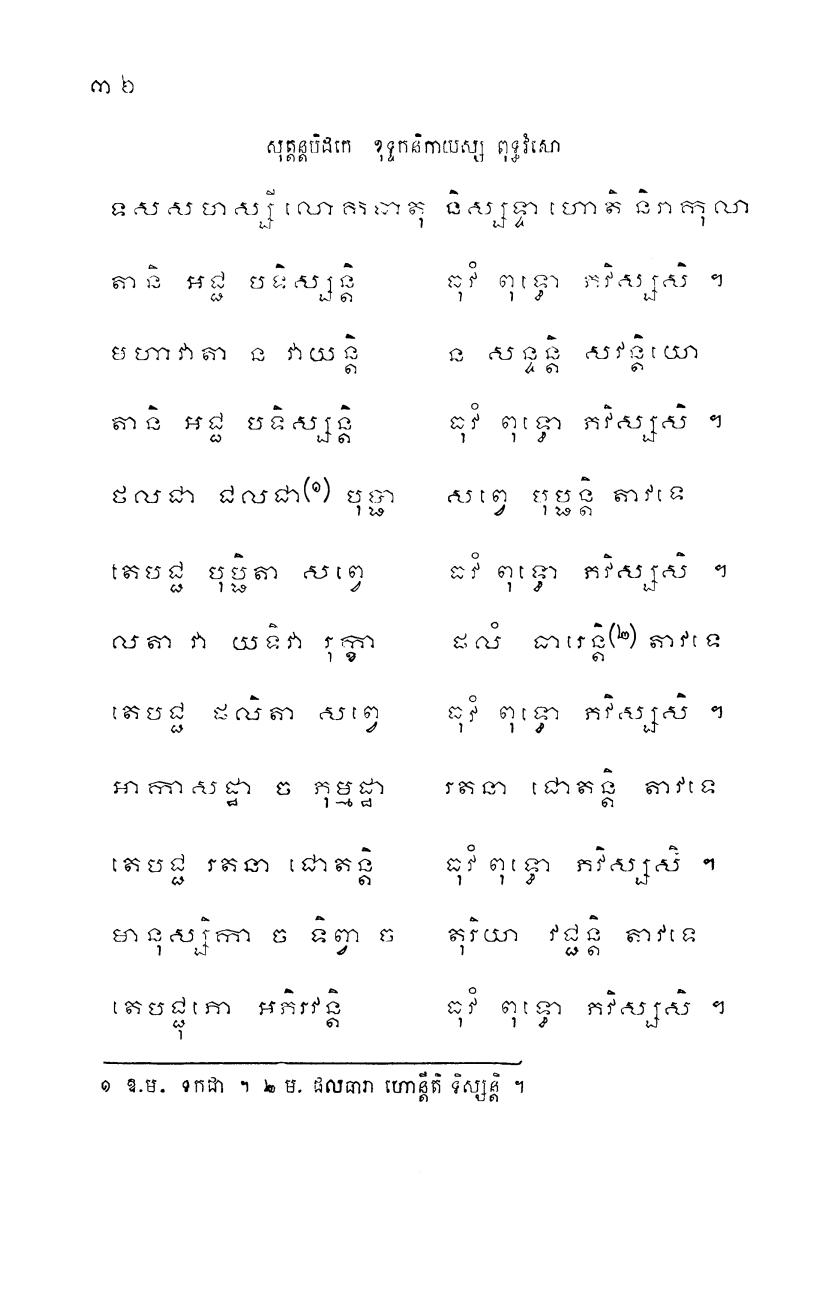 ៣២
សុត្តន្តបិដកេ ខុទ្ទកនិកាយស្ស ពុទ្ធវំសោ
ទសសហស្សី លោកធាតុ និស្សទ្ទា ហោតិ និរាកុលា
តានិ អជ្ជ បទិស្សន្តិ ធុវំ ពុទ្ធោ ភវិស្សសិ ។
មហាវាតា ន វាយន្តិ ន សន្ទន្តិ សវន្តិយោ
តានិ អជ្ជ បទិស្សន្តិ ធុវំ ពុទ្ធោ ភវិស្សសិ ។
ថលជា ជលជា(១) បុប្ផា សព្វេ បុប្ផន្តិ តាវទេ
តេបជ្ជ បុប្ផិតា សព្វេ ធវំ ពុទ្ធោ ភវិស្សសិ ។
លតា វា យទិវា រុក្ខា ផលំ ធារេន្តិ(២) តាវទេ
តេបជ្ជ ផលិតា សព្វេ ធុវំ ពុទ្ធោ ភវិស្សសិ ។
អាកាសដ្ឋា ច ភុម្មដ្ឋា រតនា ជោតន្តិ តាវទេ
តេបជ្ជ រតនា ជោតន្តិ ធុវំ ពុទ្ធោ ភវិស្សសិ ។
មានុស្សិកា ច ទិព្វា ច តុរិយា វជ្ជន្តិ តាវទេ
តេបជ្ជុភោ អភិរវន្តិ ធុវំ ពុទ្ធោ ភវិស្សសិ ។
១ ឱ.ម. ទកជា ។ ២ ម. ផលធារា ហោន្តីតិ ទិស្សន្តិ ។